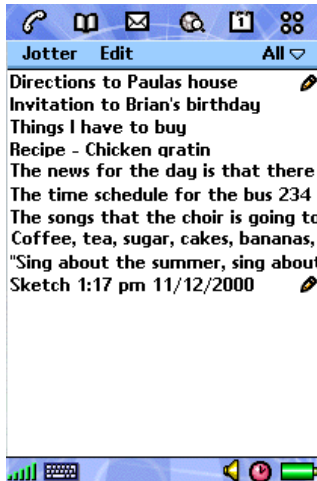 Jotter Edit All
Directions to Paulas house
Invitation to Brian's birthday
Things I have to buy
Recipe - Chicken gratin
The news for the day is that there
The time schedule for the bus 234
The songs that the choir is going to
Coffee, tea, sugar, cakes, bananas,
"Sing about the summer, sing about
Sketch 1:17 pm 11/12/2000